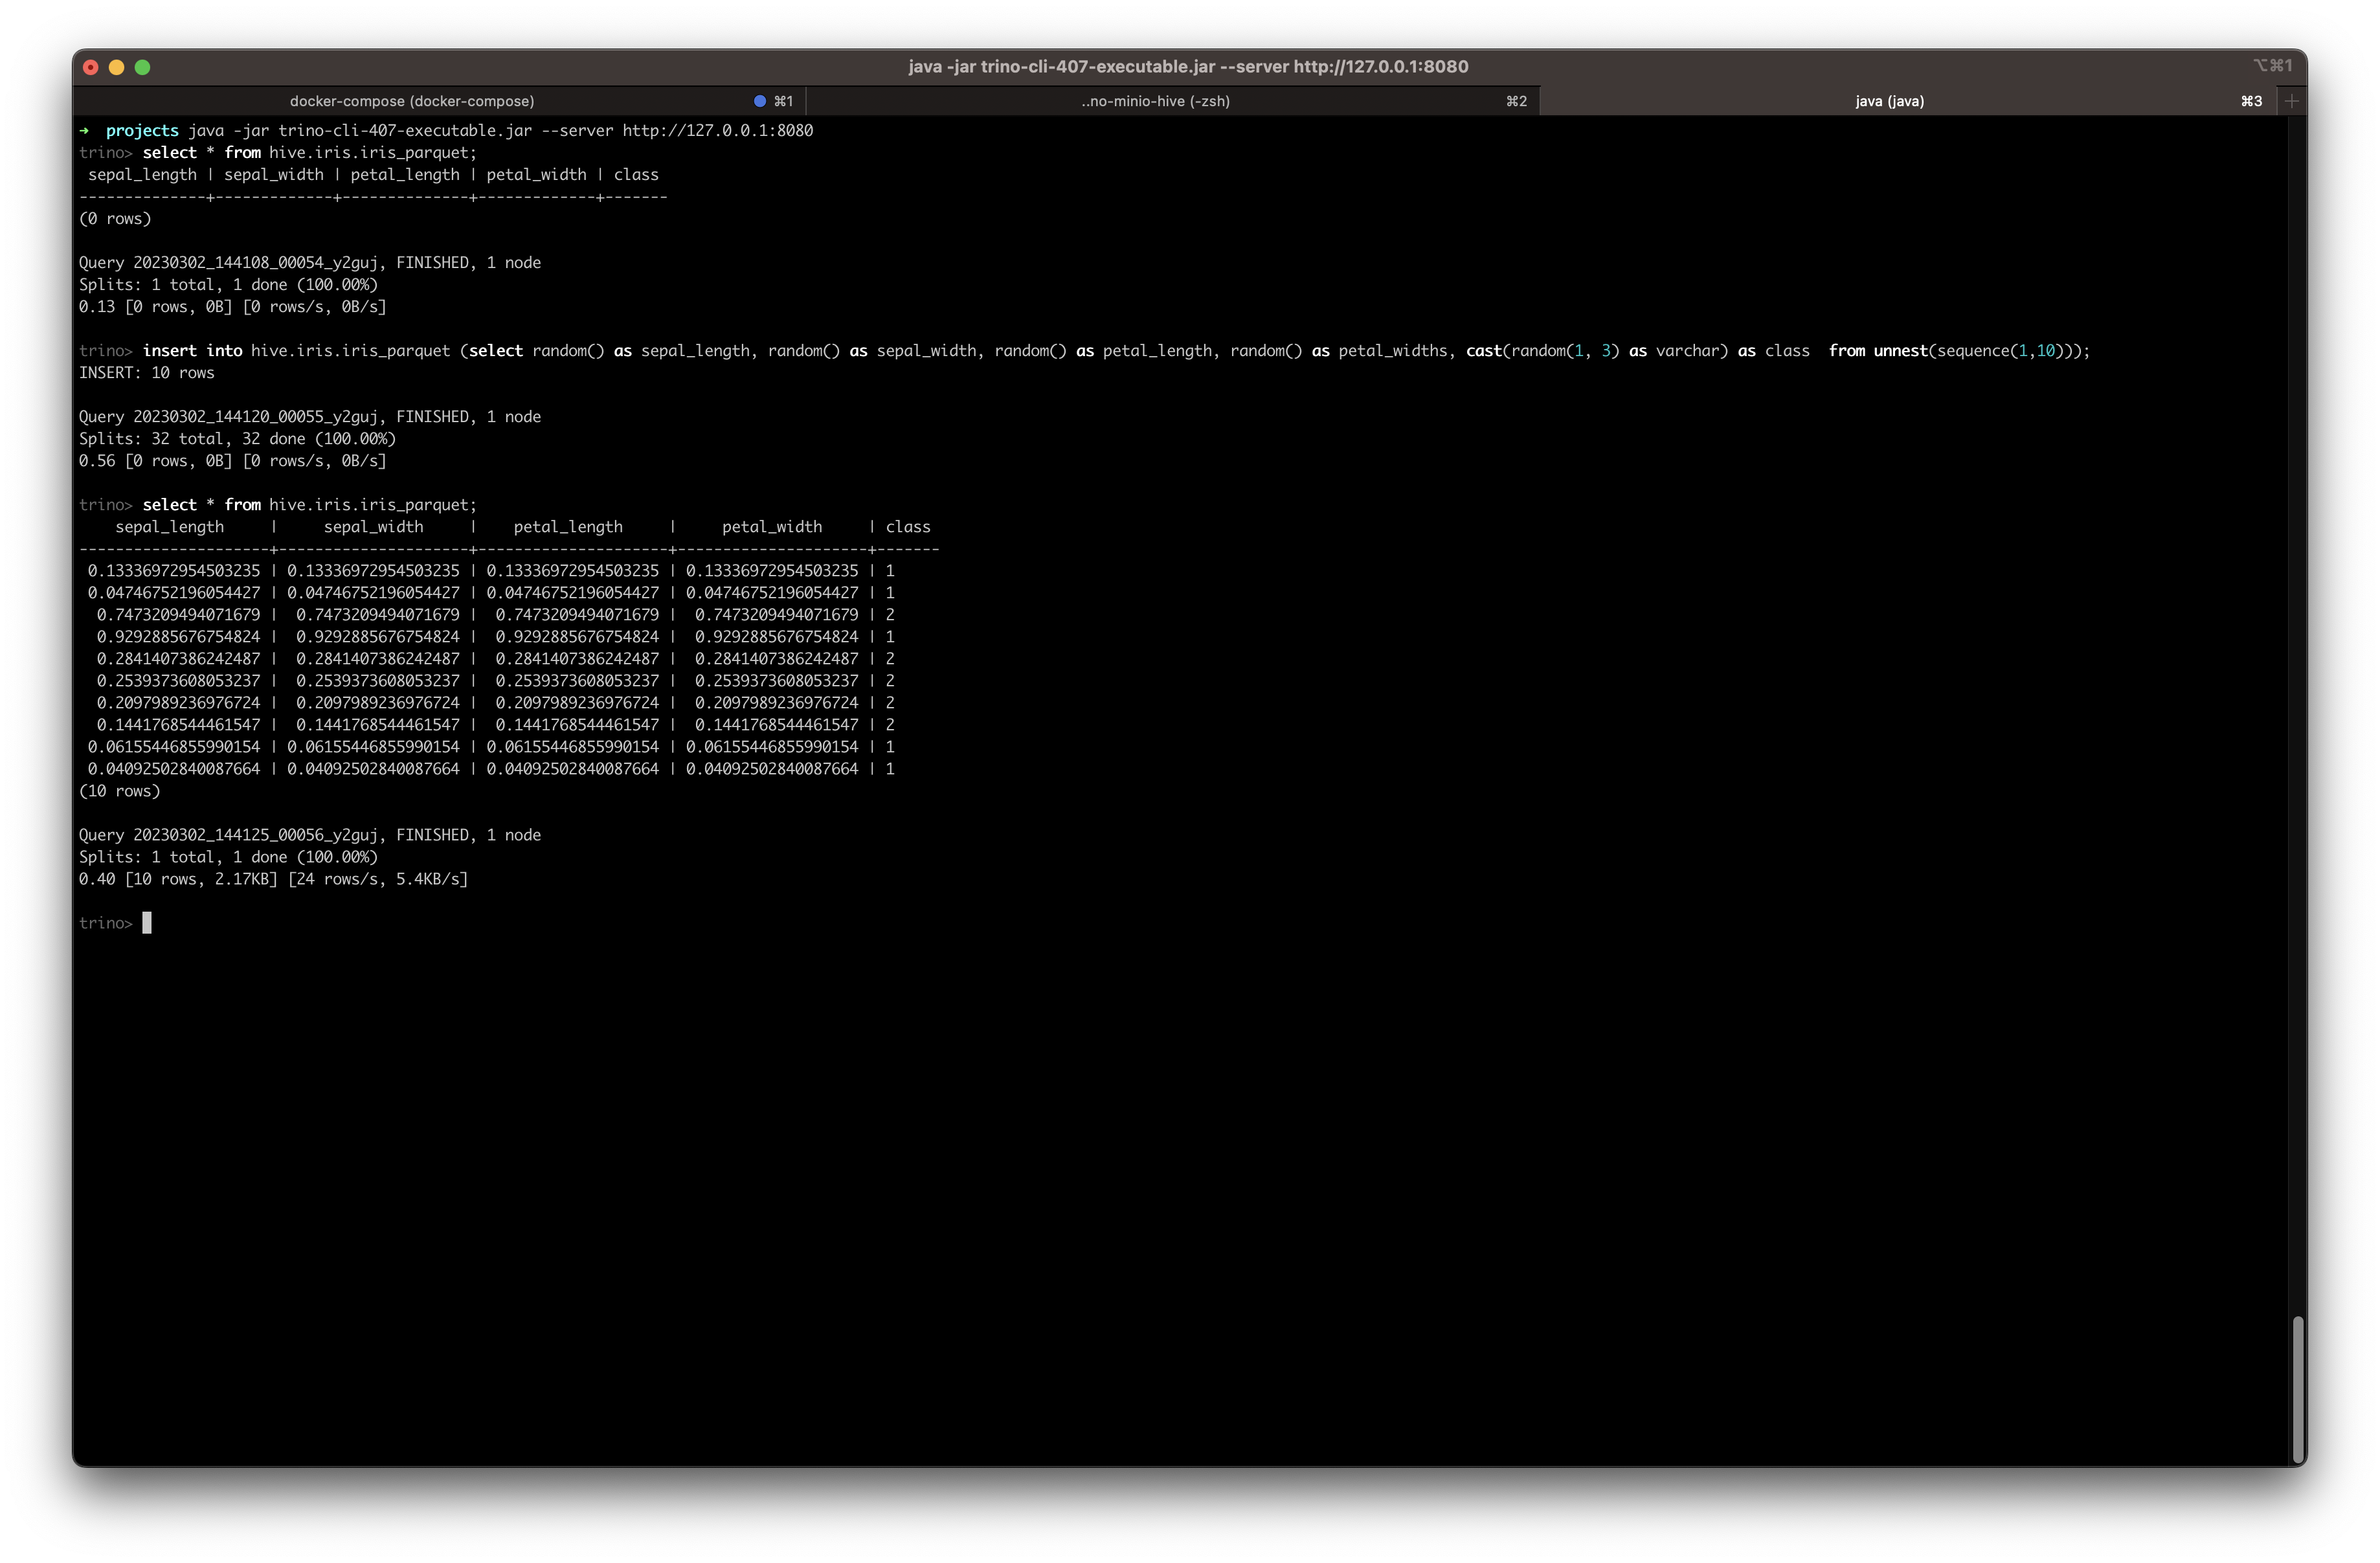 java -jar trino-cli-407-executable.jar --server http://127.0.0.1:8080
⌥⌘1
docker-compose (docker-compose) ⌘1 ..no-minio-hive (-zsh) ⌘2 java (java) ⌘3 +
→ projects java -jar trino-cli-407-executable.jar --server http://127.0.0.1:8080
trino> select * from hive.iris.iris_parquet;
 sepal_length | sepal_width | petal_length | petal_width | class
--------------+-------------+--------------+-------------+-------
(0 rows)
Query 20230302_144108_00054_y2guj, FINISHED, 1 node
Splits: 1 total, 1 done (100.00%)
0.13 [0 rows, 0B] [0 rows/s, 0B/s]
trino> insert into hive.iris.iris_parquet (select random() as sepal_length, random() as sepal_width, random() as petal_length, random() as petal_widths, cast(random(1, 3) as varchar) as class  from unnest(sequence(1,10)));
INSERT: 10 rows
Query 20230302_144120_00055_y2guj, FINISHED, 1 node
Splits: 32 total, 32 done (100.00%)
0.56 [0 rows, 0B] [0 rows/s, 0B/s]
trino> select * from hive.iris.iris_parquet;
    sepal_length     |     sepal_width     |    petal_length     |     petal_width     | class
---------------------+---------------------+---------------------+---------------------+-------
 0.13336972954503235 | 0.13336972954503235 | 0.13336972954503235 | 0.13336972954503235 | 1
 0.04746752196054427 | 0.04746752196054427 | 0.04746752196054427 | 0.04746752196054427 | 1
  0.7473209494071679 |  0.7473209494071679 |  0.7473209494071679 |  0.7473209494071679 | 2
  0.9292885676754824 |  0.9292885676754824 |  0.9292885676754824 |  0.9292885676754824 | 1
  0.2841407386242487 |  0.2841407386242487 |  0.2841407386242487 |  0.2841407386242487 | 2
  0.2539373608053237 |  0.2539373608053237 |  0.2539373608053237 |  0.2539373608053237 | 2
  0.2097989236976724 |  0.2097989236976724 |  0.2097989236976724 |  0.2097989236976724 | 2
  0.1441768544461547 |  0.1441768544461547 |  0.1441768544461547 |  0.1441768544461547 | 2
 0.06155446855990154 | 0.06155446855990154 | 0.06155446855990154 | 0.06155446855990154 | 1
 0.04092502840087664 | 0.04092502840087664 | 0.04092502840087664 | 0.04092502840087664 | 1
(10 rows)
Query 20230302_144125_00056_y2guj, FINISHED, 1 node
Splits: 1 total, 1 done (100.00%)
0.40 [10 rows, 2.17KB] [24 rows/s, 5.4KB/s]
trino>